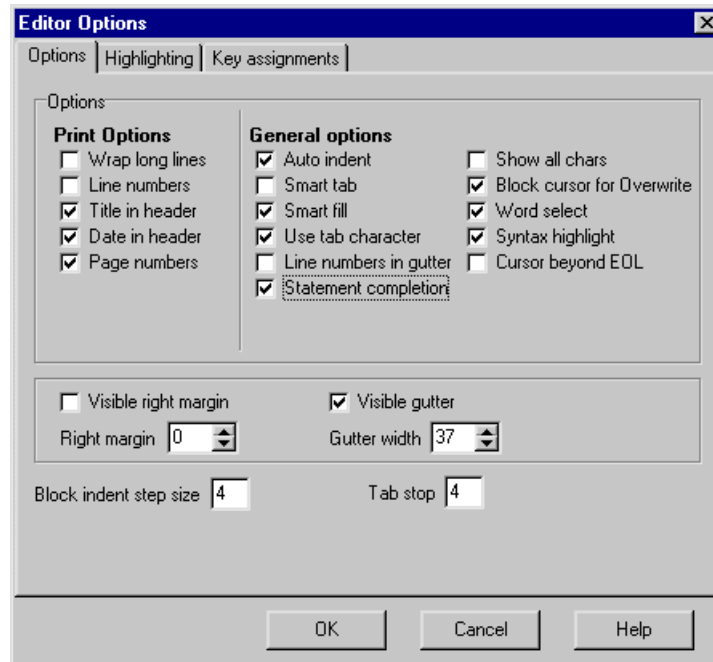 Editor Options
Options Highlighting Key assignments
Options
Print Options
Wrap long lines
Line numbers
Title in header
Date in header
Page numbers
General options
Auto indent
Smart tab
Smart fill
Use tab character
Line numbers in gutter
Statement completion
Show all chars
Block cursor for Overwrite
Word select
Syntax highlight
Cursor beyond EOL
Visible right margin
Right margin 0
Visible gutter
Gutter width 37
Block indent step size 4
Tab stop 4
OK Cancel Help